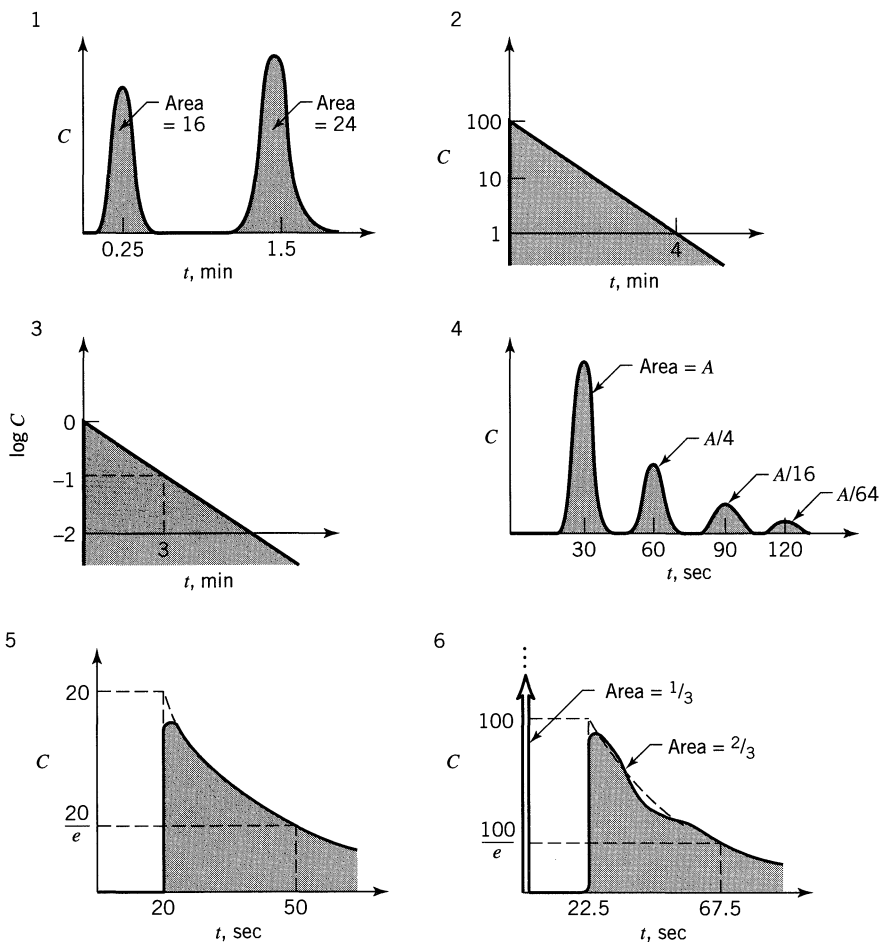 1
C
Area
= 16
Area
= 24
0.25
1.5
t, min
2
C
100
10
1
4
t, min
3
log C
0
–1
–2
3
t, min
4
C
Area = A
A/4
A/16
A/64
30
60
90
120
t, sec
5
C
20
20
e
20
50
t, sec
6
C
100
100
e
Area = 1/3
Area = 2/3
22.5
67.5
t, sec